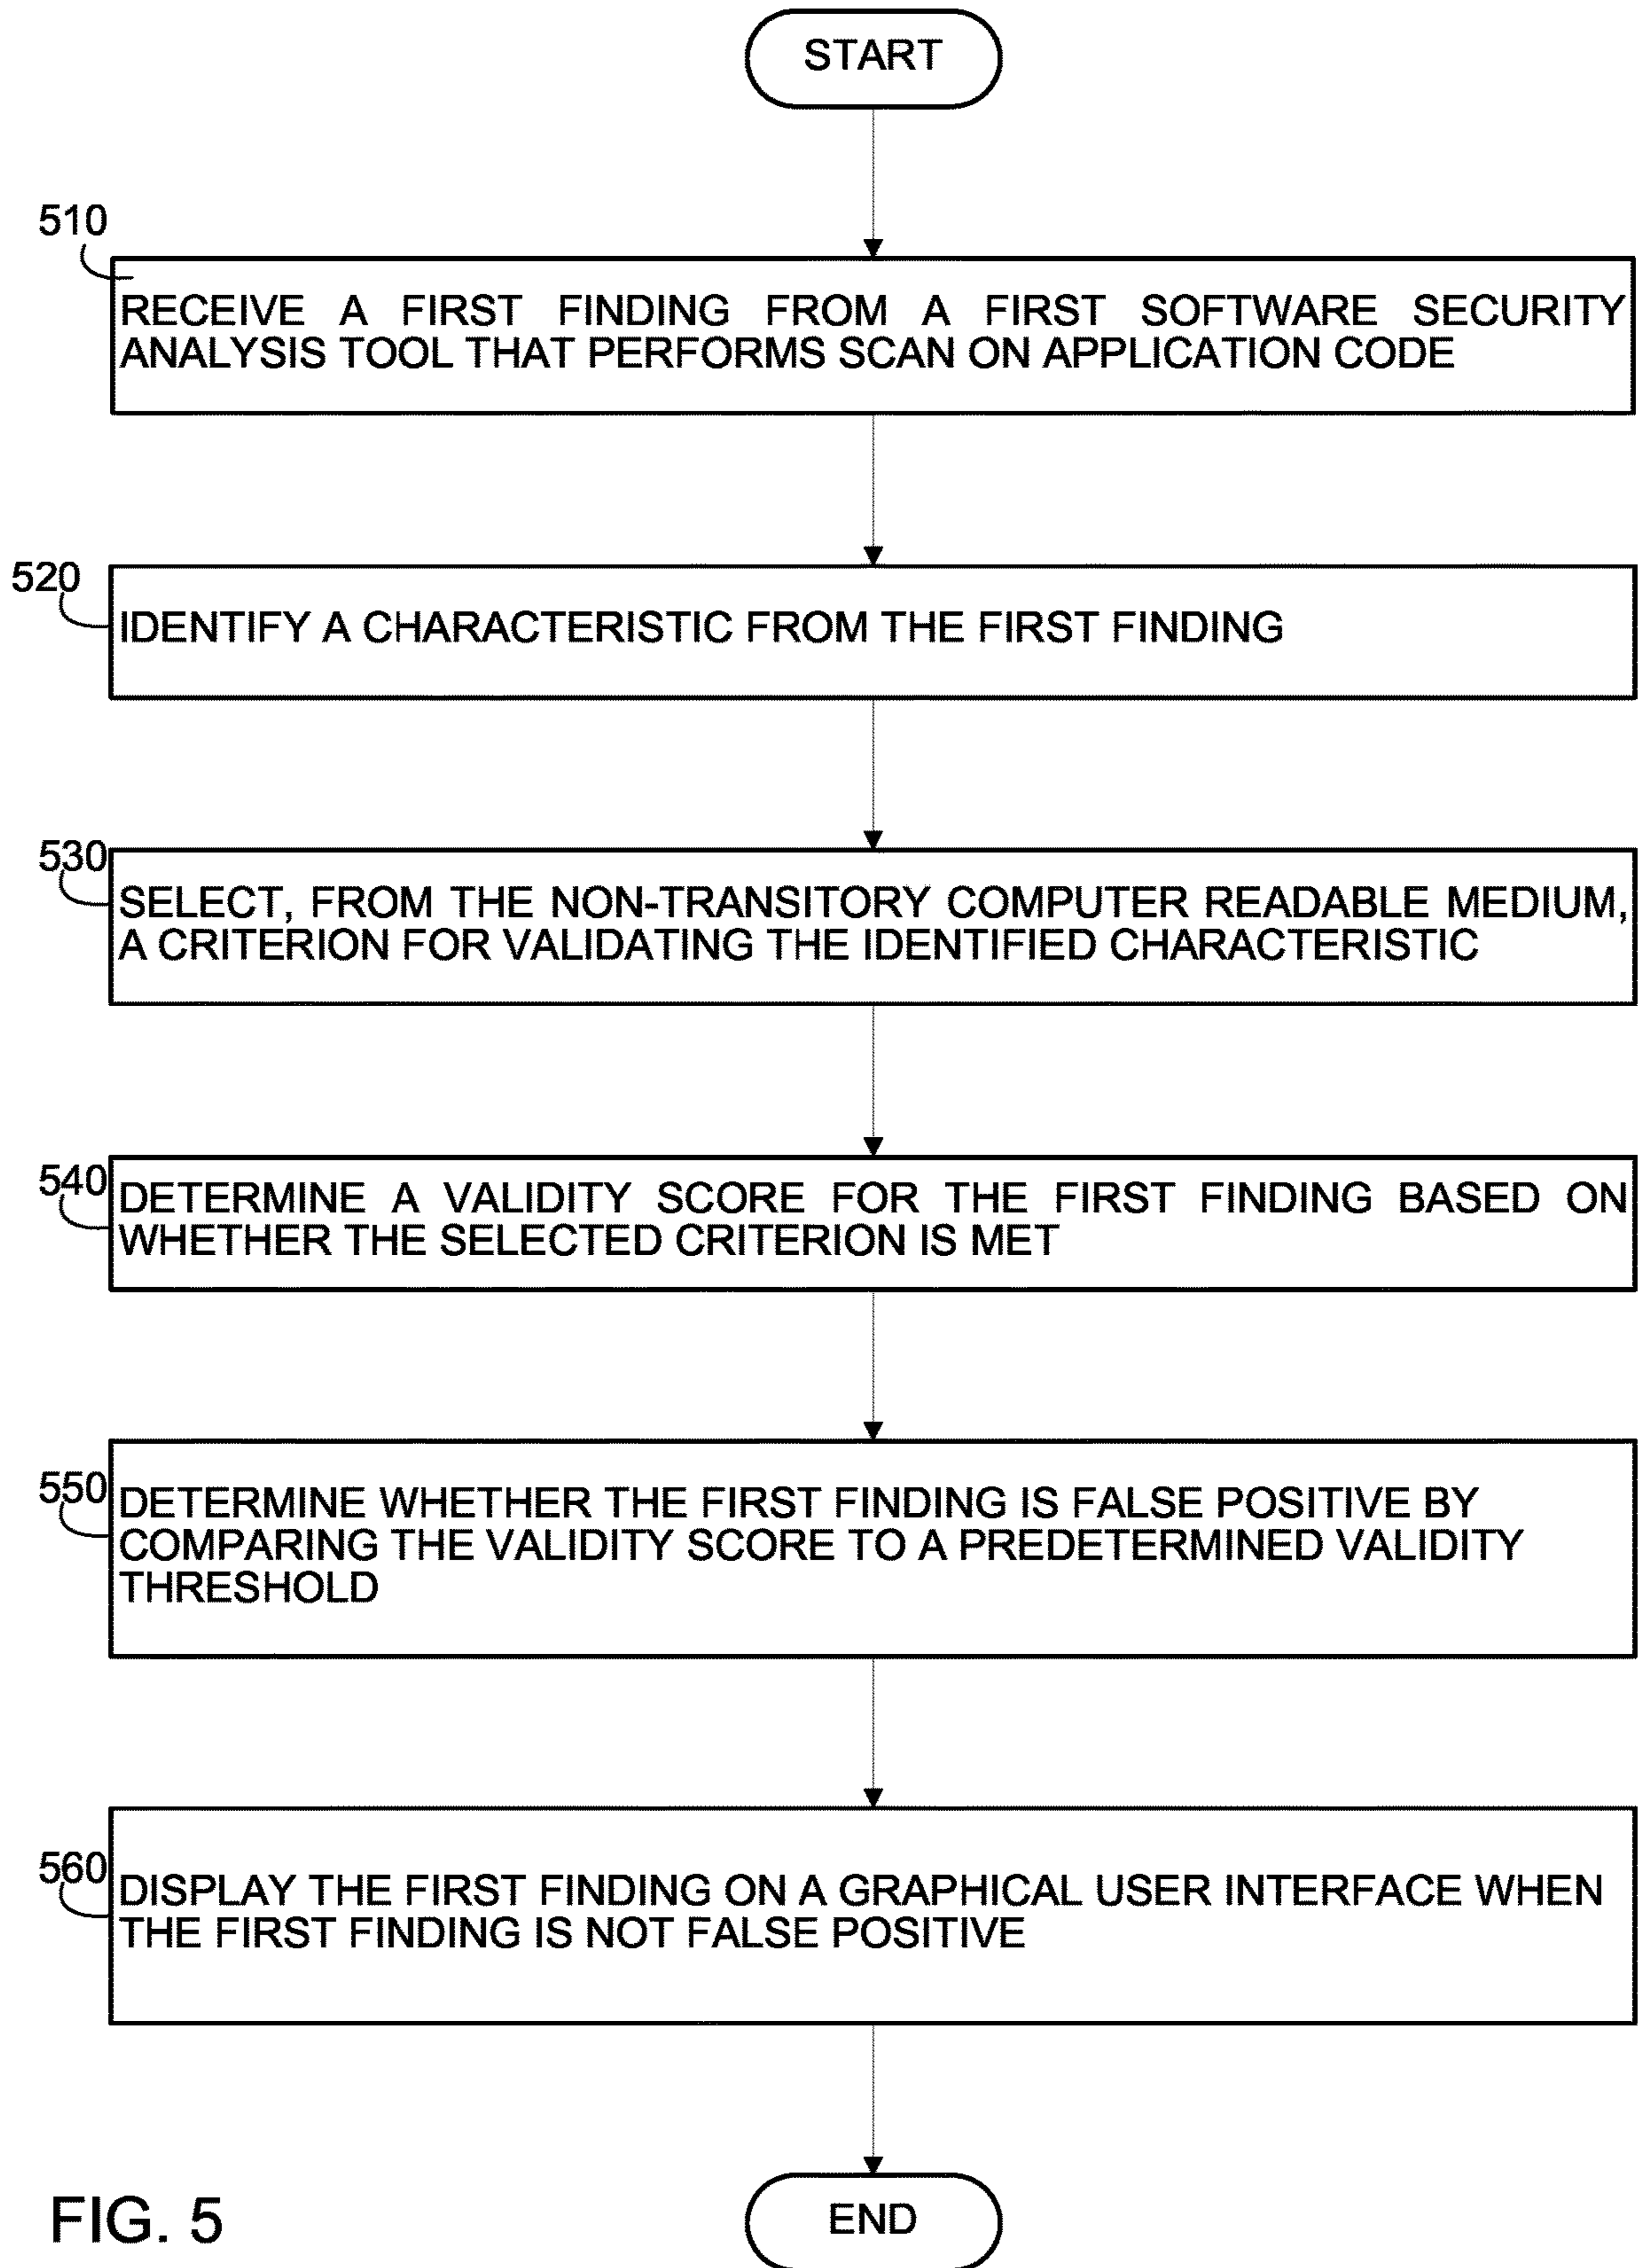 START
510
RECEIVE A FIRST FINDING FROM A FIRST SOFTWARE SECURITY
ANALYSIS TOOL THAT PERFORMS SCAN ON APPLICATION CODE
520
IDENTIFY A CHARACTERISTIC FROM THE FIRST FINDING
530
SELECT, FROM THE NON-TRANSITORY COMPUTER READABLE MEDIUM,
A CRITERION FOR VALIDATING THE IDENTIFIED CHARACTERISTIC
540
DETERMINE A VALIDITY SCORE FOR THE FIRST FINDING BASED ON
WHETHER THE SELECTED CRITERION IS MET
550
DETERMINE WHETHER THE FIRST FINDING IS FALSE POSITIVE BY
COMPARING THE VALIDITY SCORE TO A PREDETERMINED VALIDITY
THRESHOLD
560
DISPLAY THE FIRST FINDING ON A GRAPHICAL USER INTERFACE WHEN
THE FIRST FINDING IS NOT FALSE POSITIVE
END
FIG. 5